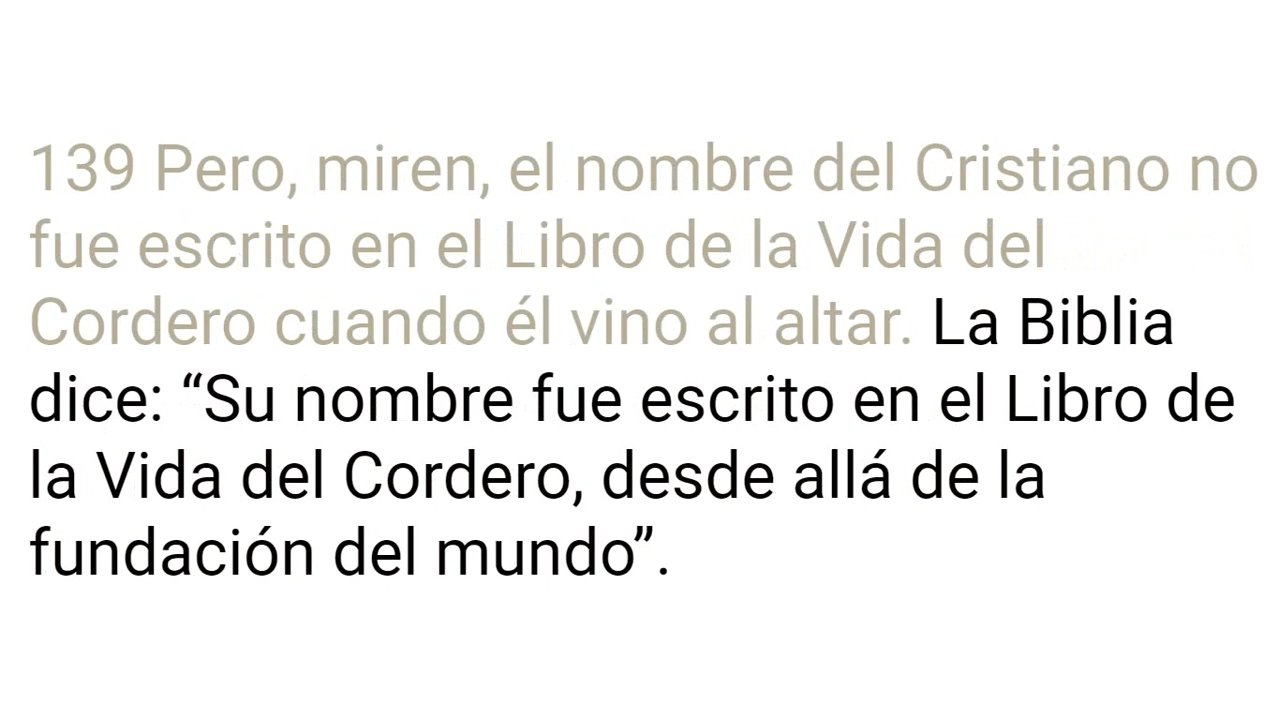 139 Pero, miren, el nombre del Cristiano no
fue escrito en el Libro de la Vida del
Cordero cuando él vino al altar. La Biblia
dice: “Su nombre fue escrito en el Libro de
la Vida del Cordero, desde allá de la
fundación del mundo”.